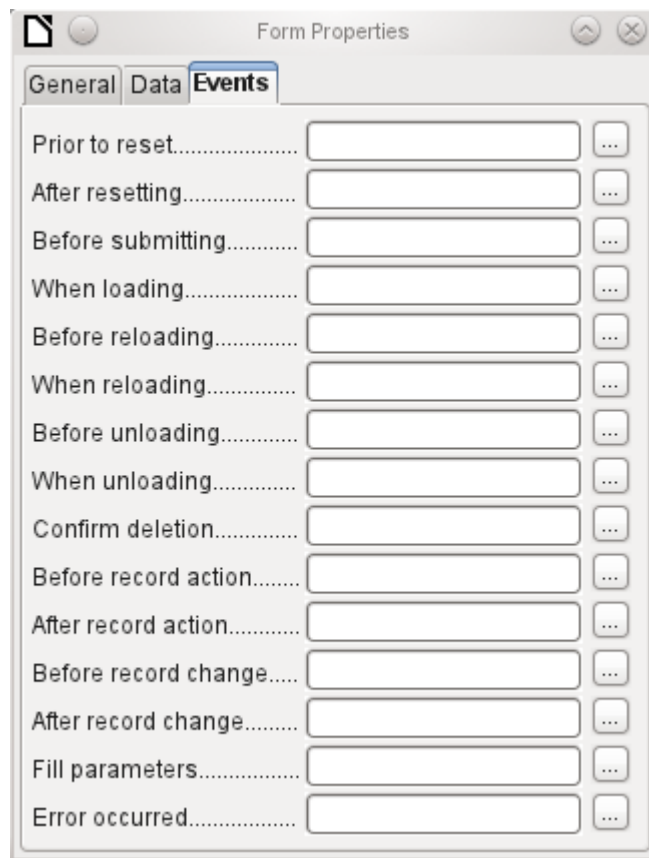 Form Properties
General Data Events
Prior to reset..................... ...
After resetting................... ...
Before submitting............ ...
When loading................... ...
Before reloading.............. ...
When reloading................ ...
Before unloading............. ...
When unloading............... ...
Confirm deletion.............. ...
Before record action........ ...
After record action............ ...
Before record change..... ...
After record change......... ...
Fill parameters................. ...
Error occurred.................. ...